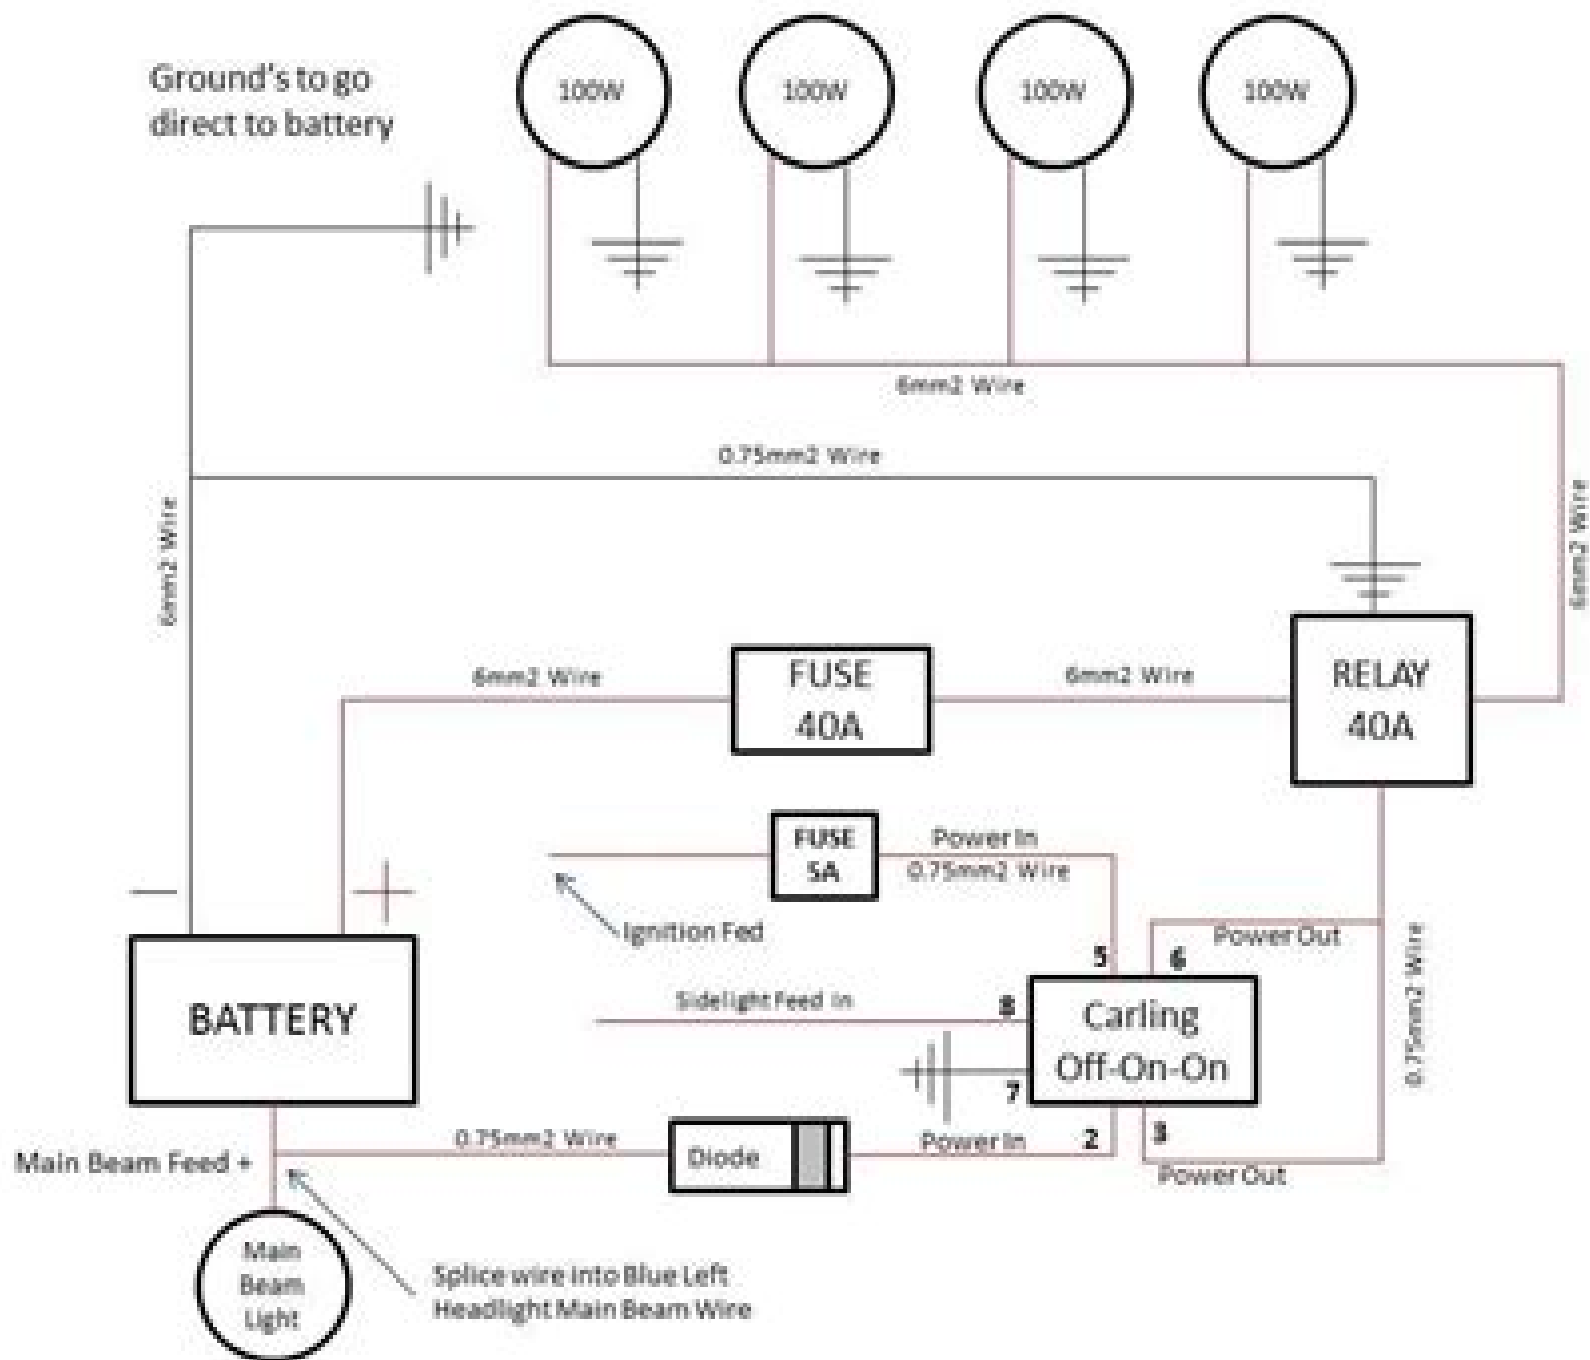 Ground's to go
direct to battery
100W
100W
100W
100W
6mm2 Wire
0.75mm2 Wire
6mm2 Wire
6mm2 Wire
6mm2 Wire
FUSE
40A
6mm2 Wire
RELAY
40A
FUSE
5A
Power In
0.75mm2 Wire
Ignition Fed
Power Out
5
6
0.75mm2 Wire
−
+
BATTERY
Sidelight Feed In
8
Carling
Off-On-On
7
Main Beam Feed +
0.75mm2 Wire
Diode
Power In
2
3
Power Out
Main
Beam
Light
Splice wire into Blue Left
Headlight Main Beam Wire